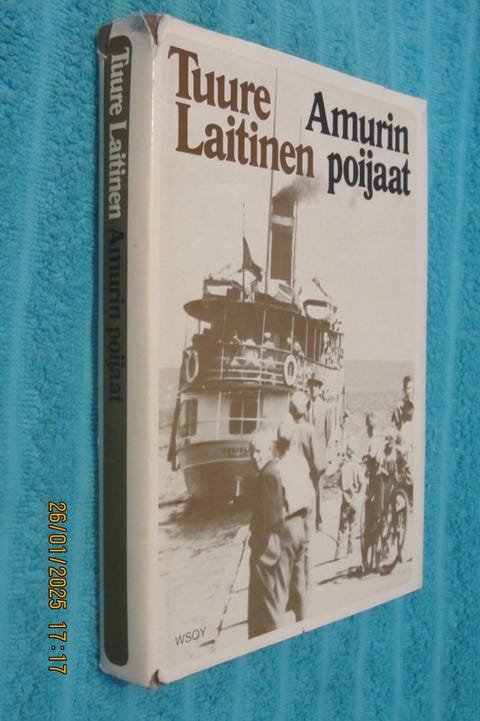 Tuure Laitinen Amurin poijaat
Tuure
Laitinen
Amurin
poijaat
WSOY
26/01/2025 17:17